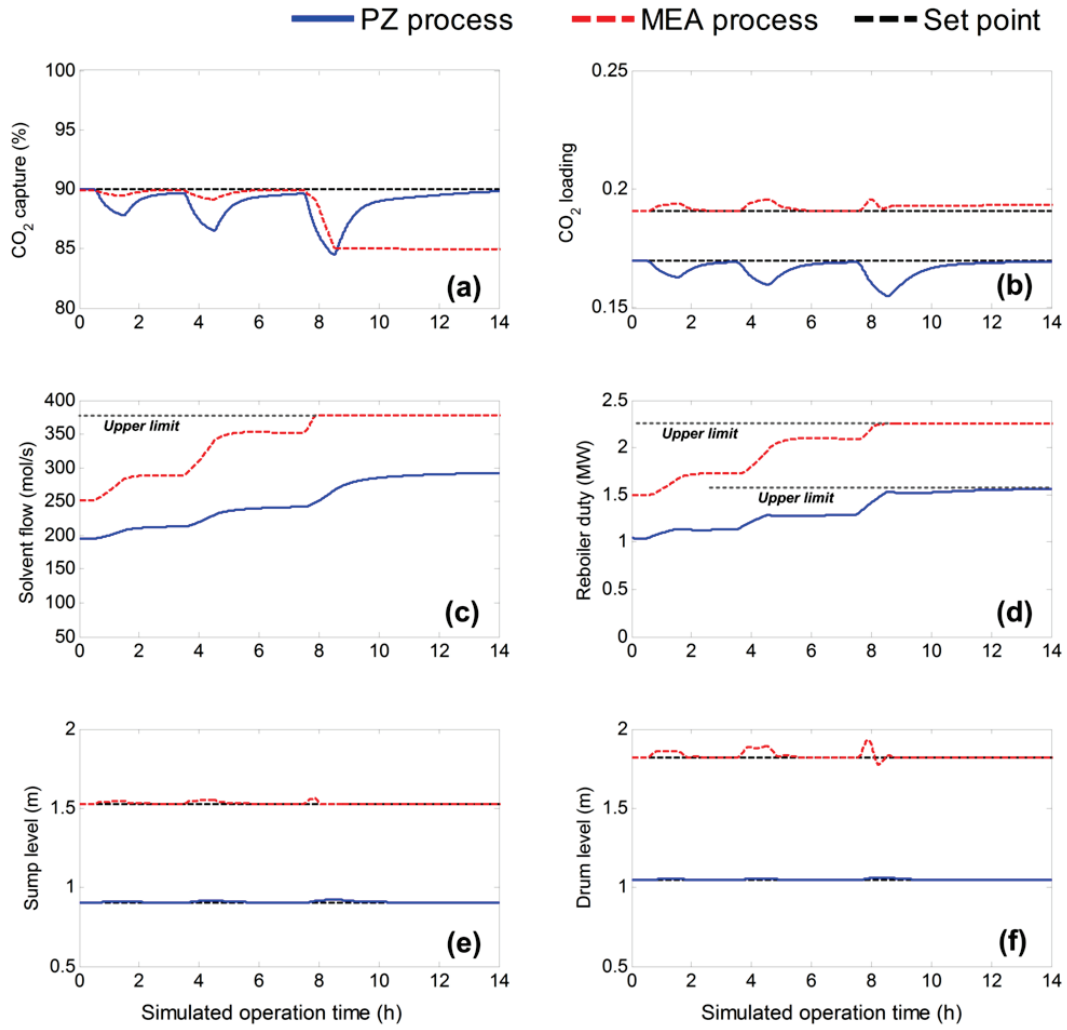 PZ process MEA process Set point
100
95
90
85
80
CO2 capture (%)
0 2 4 6 8 10 12 14
(a)
0.25
0.2
0.15
CO2 loading
0 2 4 6 8 10 12 14
(b)
400
350
300
250
200
150
100
50
Solvent flow (mol/s)
Upper limit
0 2 4 6 8 10 12 14
(c)
2.5
2
1.5
1
0.5
0
Reboiler duty (MW)
Upper limit
Upper limit
0 2 4 6 8 10 12 14
(d)
2
1.5
1
0.5
Sump level (m)
0 2 4 6 8 10 12 14
(e)
Simulated operation time (h)
2
1.5
1
0.5
Drum level (m)
0 2 4 6 8 10 12 14
(f)
Simulated operation time (h)